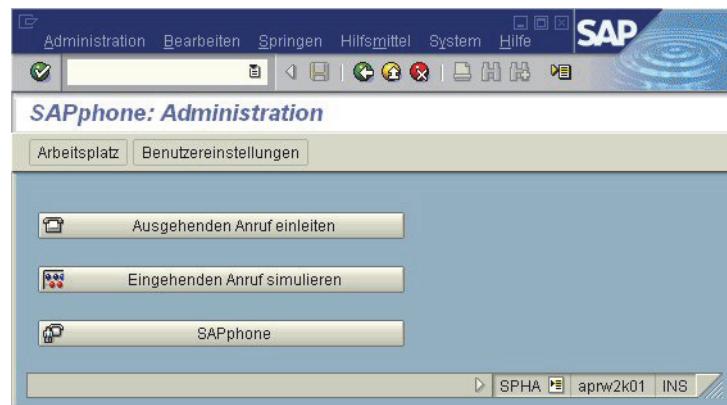 Administration Bearbeiten Springen Hilfsmittel System Hilfe
SAP
SAPphone: Administration
Arbeitsplatz Benutzereinstellungen
Ausgehenden Anruf einleiten
Eingehenden Anruf simulieren
SAPphone
SPHA aprw2k01 INS